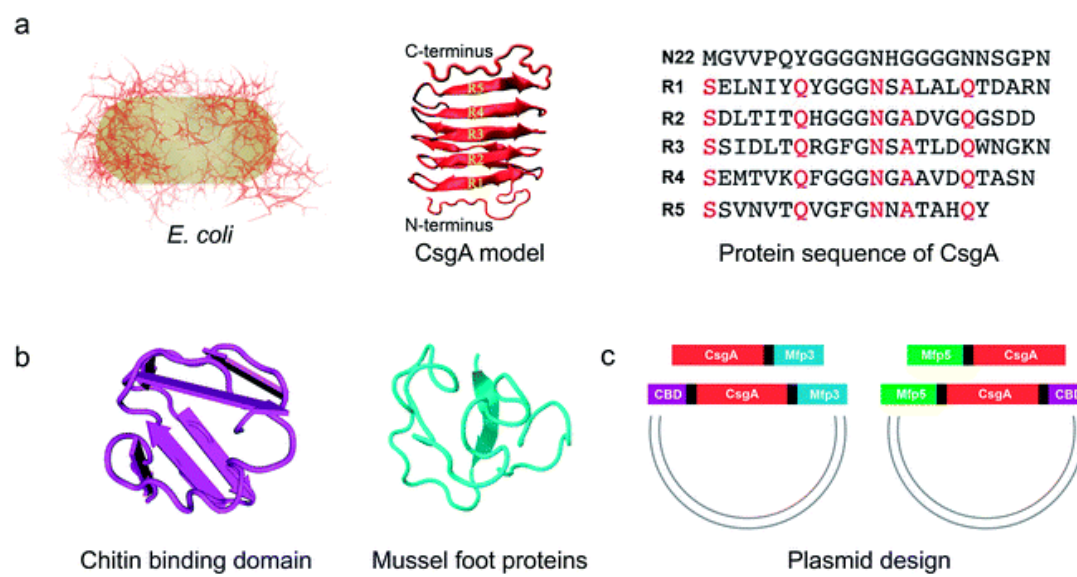 a
E. coli
C-terminus
R5
R4
R3
R2
R1
N-terminus
CsgA model
N22 MGVVPQYGGGGNHGGGGNNSGPN
R1 SELNIYQYGGGNSALALQTDARN
R2 SDLTITQHGGGNGADVGQGSDD
R3 SSIDLTQRGFGNSATLDQWNGKN
R4 SEMTVKQFGGGNGAAVDQTASN
R5 SSVNVTQVGFGNNATAHQY
Protein sequence of CsgA
b
Chitin binding domain
Mussel foot proteins
c
CsgA Mfp3
CBD CsgA Mfp3
Mfp5 CsgA
Mfp5 CsgA CBD
Plasmid design